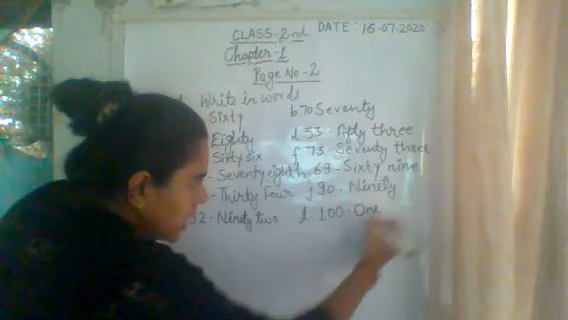 CLASS-2nd DATE: 16-07-2020
Chapter-1
Page No-2
Write in words
Sixty b 70 Seventy
Eighty d 53. Fifty three
Sixty six f 73. Seventy three
Seventy eight h 69 - Sixty nine
Thirty Four j 90. Ninety
92. Ninety two l. 100. One